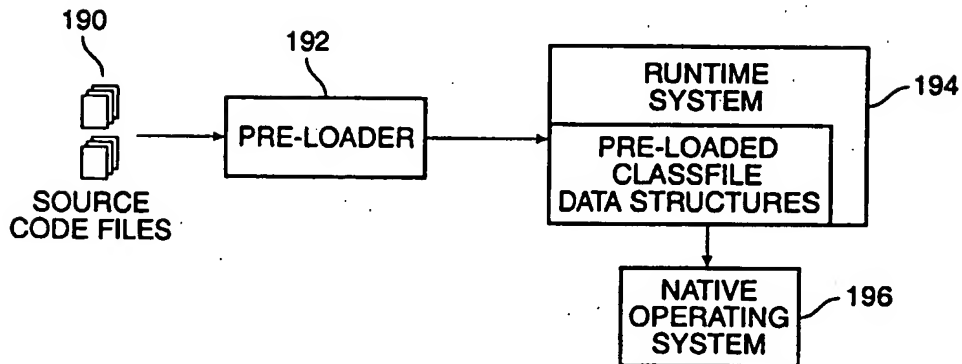 190
192
194
SOURCE
CODE FILES
PRE-LOADER
RUNTIME
SYSTEM
PRE-LOADED
CLASSFILE
DATA STRUCTURES
NATIVE
OPERATING
SYSTEM
196